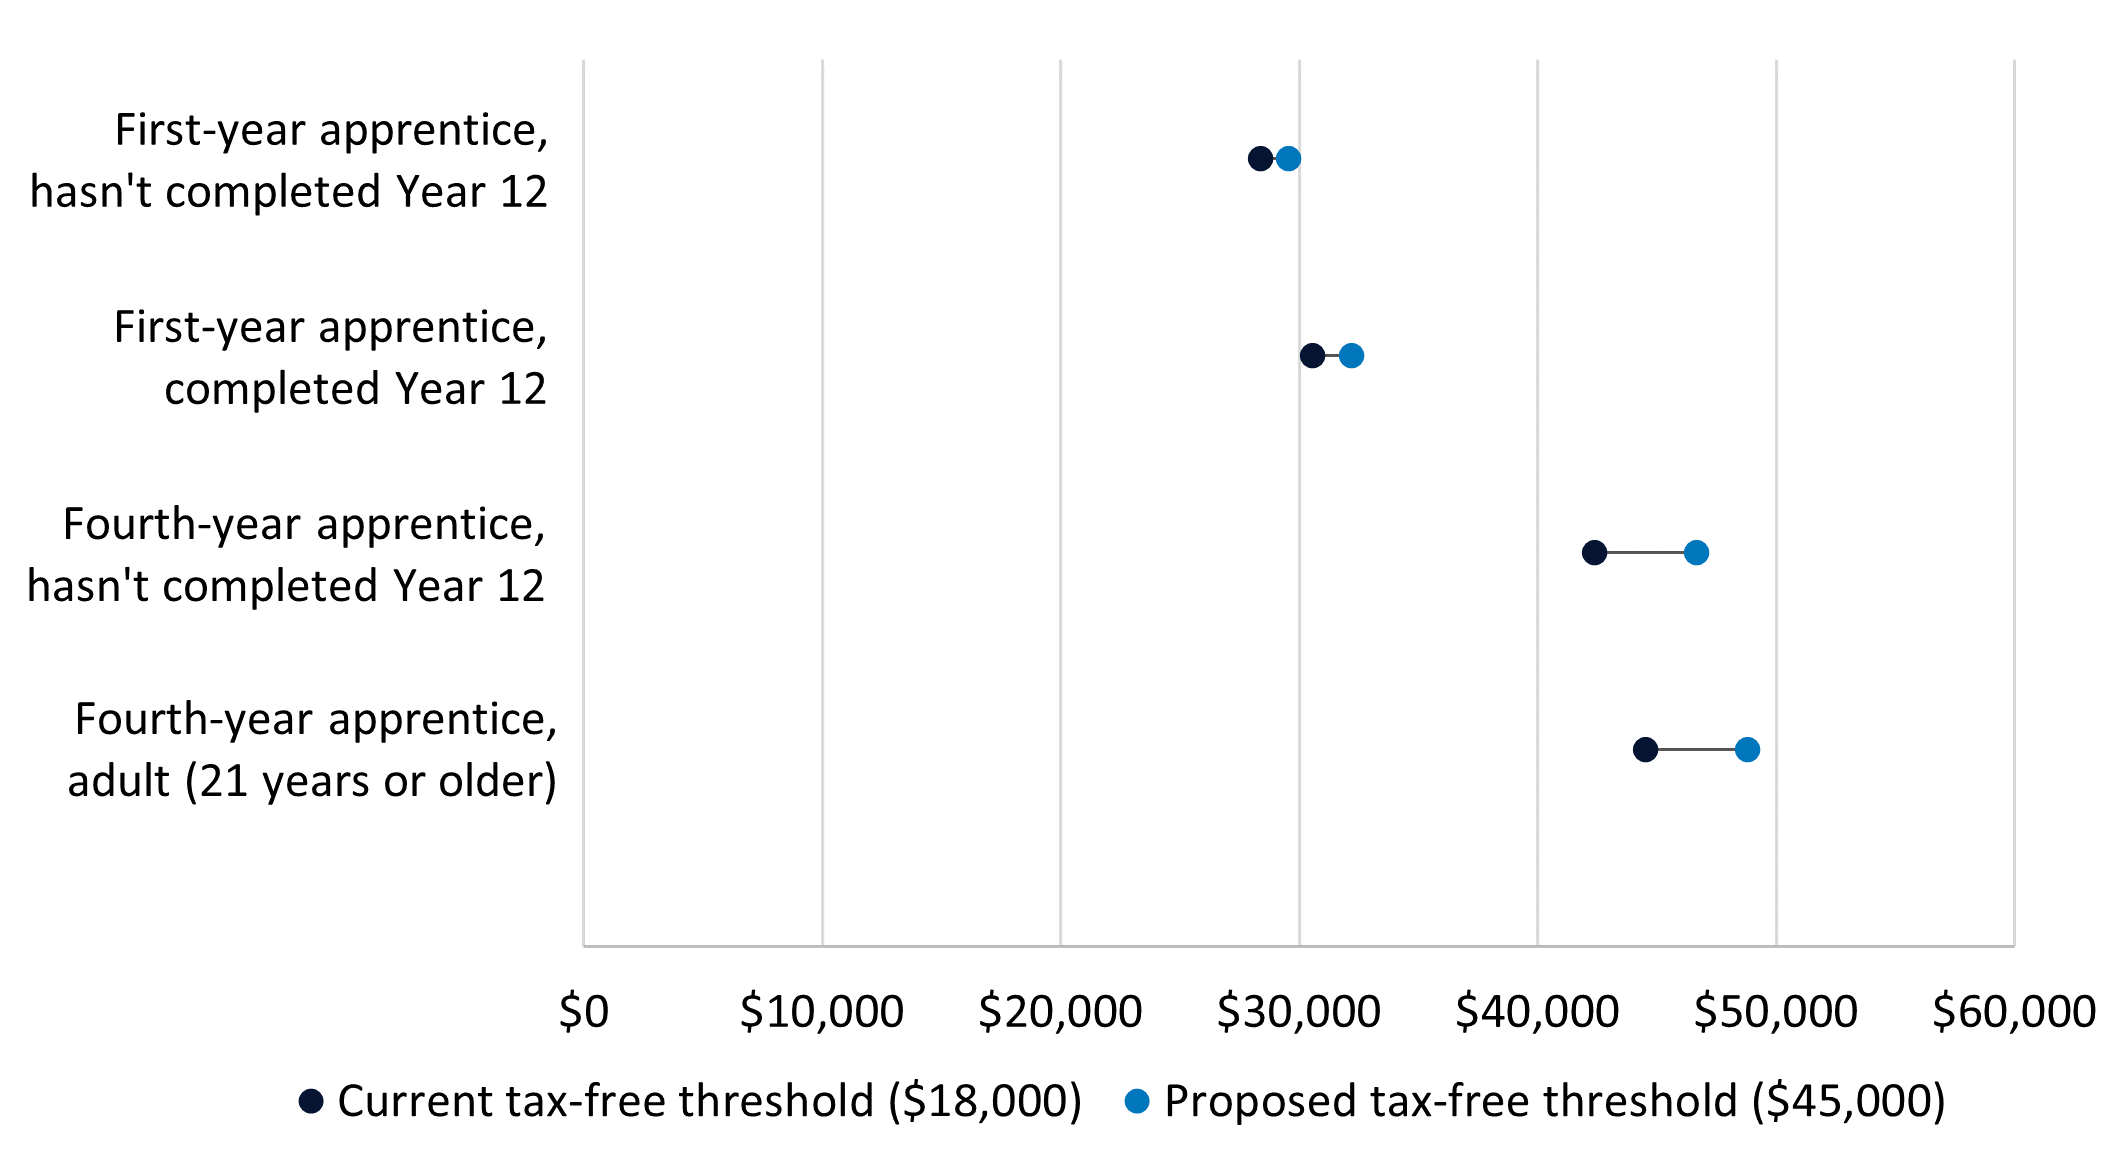 First-year apprentice,
hasn't completed Year 12
First-year apprentice,
completed Year 12
Fourth-year apprentice,
hasn't completed Year 12
Fourth-year apprentice,
adult (21 years or older)
$0 $10,000 $20,000 $30,000 $40,000 $50,000 $60,000
Current tax-free threshold ($18,000) Proposed tax-free threshold ($45,000)